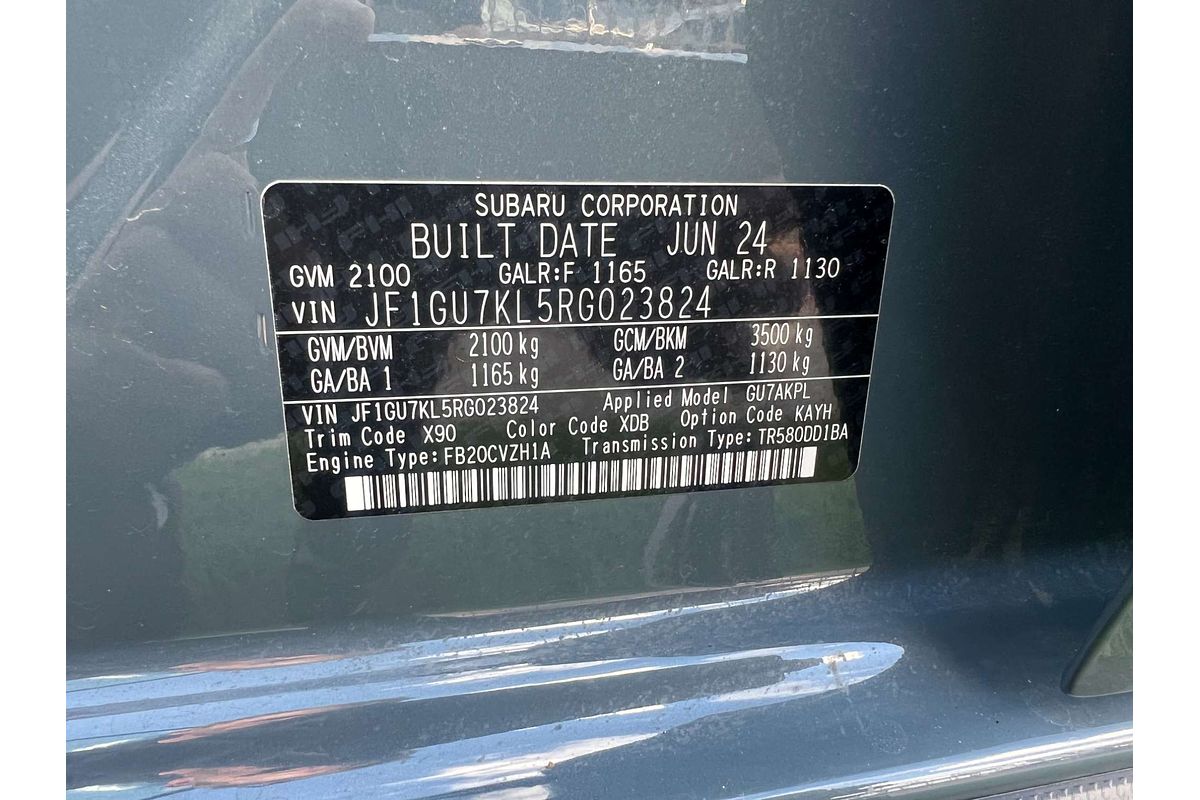 SUBARU CORPORATION
BUILT DATE JUN 24
GVM 2100 GALR:F 1165 GALR:R 1130
VIN JF1GU7KL5RG023824
GVM/BVM 2100 kg GCM/BKM 3500 kg
GA/BA 1 1165 kg GA/BA 2 1130 kg
VIN JF1GU7KL5RG023824 Applied Model GU7AKPL
Trim Code X90 Color Code XDB Option Code KAYH
Engine Type:FB20CVZH1A Transmission Type:TR580DD1BA